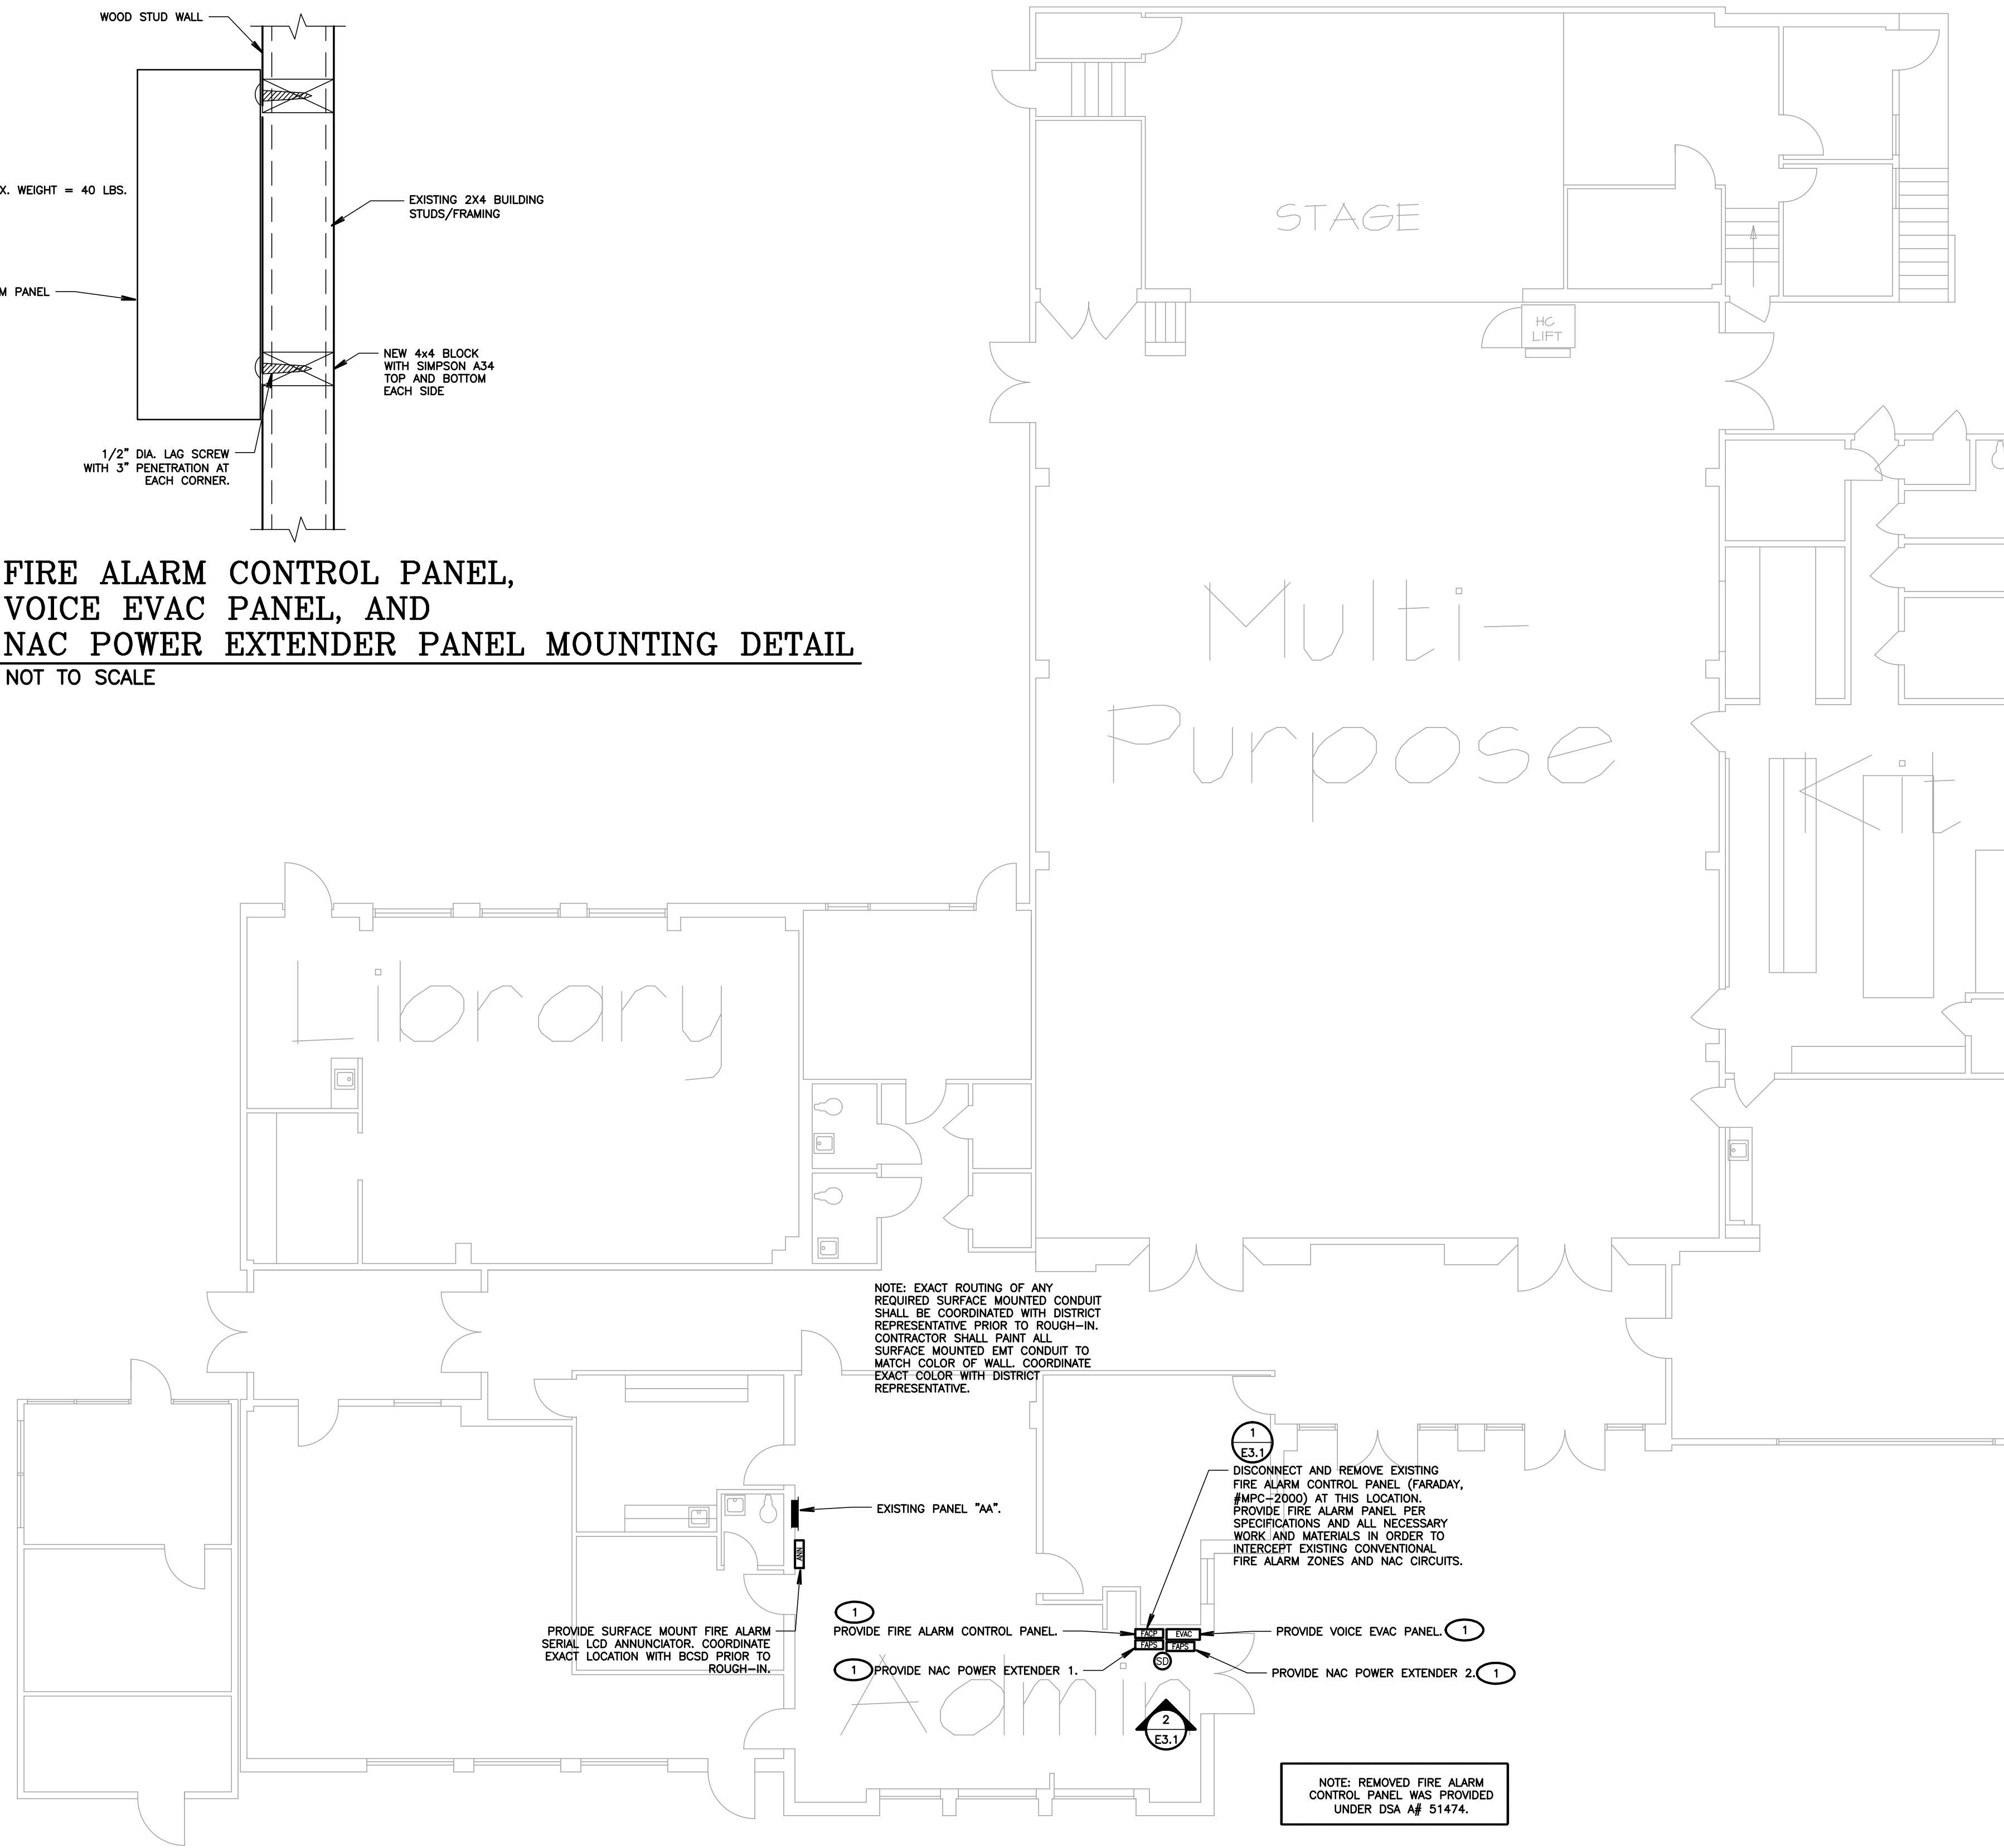 WOOD STUD WALL
X. WEIGHT = 40 LBS.
EXISTING 2X4 BUILDING
STUDS/FRAMING
M PANEL
NEW 4x4 BLOCK
WITH SIMPSON A34
TOP AND BOTTOM
EACH SIDE
1/2" DIA. LAG SCREW
WITH 3" PENETRATION AT
EACH CORNER.
FIRE ALARM CONTROL PANEL,
VOICE EVAC PANEL, AND
NAC POWER EXTENDER PANEL MOUNTING DETAIL
NOT TO SCALE
STAGE
HC
LIFT
Multi-
Purpose
Kit
Library
NOTE: EXACT ROUTING OF ANY
REQUIRED SURFACE MOUNTED CONDUIT
SHALL BE COORDINATED WITH DISTRICT
REPRESENTATIVE PRIOR TO ROUGH-IN.
CONTRACTOR SHALL PAINT ALL
SURFACE MOUNTED EMT CONDUIT TO
MATCH COLOR OF WALL. COORDINATE
EXACT COLOR WITH DISTRICT
REPRESENTATIVE.
1
E3.1
DISCONNECT AND REMOVE EXISTING
FIRE ALARM CONTROL PANEL (FARADAY,
#MPC-2000) AT THIS LOCATION.
PROVIDE FIRE ALARM PANEL PER
SPECIFICATIONS AND ALL NECESSARY
WORK AND MATERIALS IN ORDER TO
INTERCEPT EXISTING CONVENTIONAL
FIRE ALARM ZONES AND NAC CIRCUITS.
EXISTING PANEL "AA".
ANN
PROVIDE SURFACE MOUNT FIRE ALARM
SERIAL LCD ANNUNCIATOR. COORDINATE
EXACT LOCATION WITH BCSD PRIOR TO
ROUGH-IN.
1
PROVIDE FIRE ALARM CONTROL PANEL.
FACP
EVAC
PROVIDE VOICE EVAC PANEL. 1
FAPS
FAPS
1 PROVIDE NAC POWER EXTENDER 1.
SD
PROVIDE NAC POWER EXTENDER 2. 1
Admin
2
E3.1
NOTE: REMOVED FIRE ALARM
CONTROL PANEL WAS PROVIDED
UNDER DSA A# 51474.